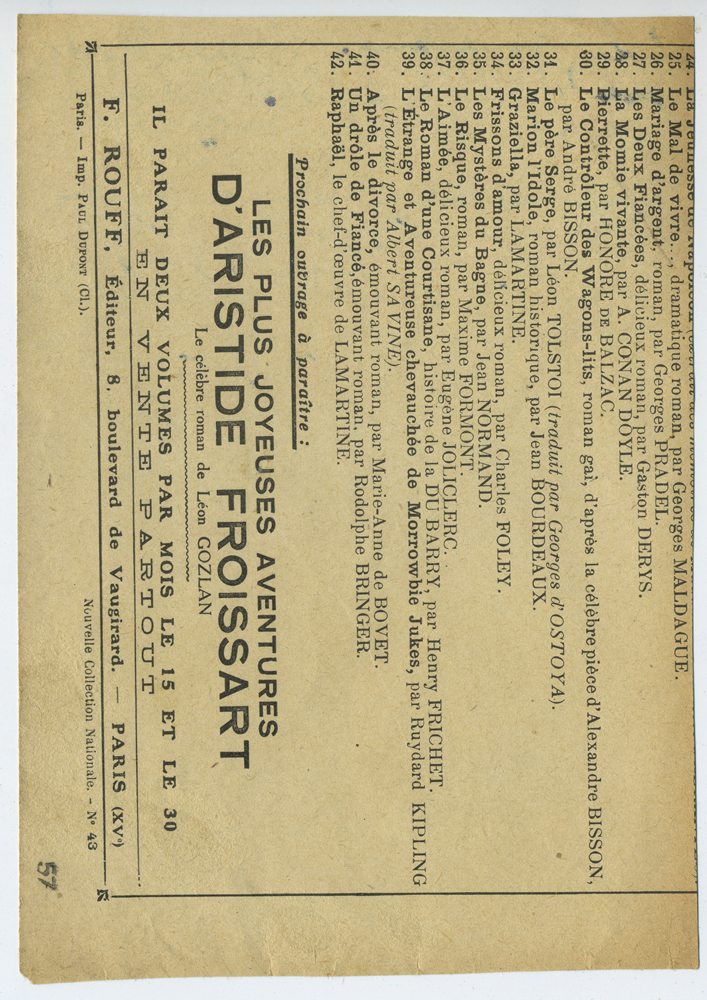 24. La Jeunesse de Napoléon
25. Le Mal de vivre..., dramatique roman, par Georges MALDAGUE.
26. Mariage d'argent, roman, par Georges PRADEL.
27. Les Deux Fiancées, délicieux roman, par Gaston DERYS.
28. La Momie vivante, par A. CONAN DOYLE.
29. Pierrette, par HONORÉ DE BALZAC.
30. Le Contrôleur des Wagons-lits, roman gai, d'après la célèbre pièce d'Alexandre BISSON,
par André BISSON.
31. Le père Serge, par Léon TOLSTOI (traduit par Georges d'OSTOYA).
32. Marion l'Idole, roman historique, par Jean BOURDEAUX.
33. Graziella, par LAMARTINE.
34. Frissons d'amour, délicieux roman, par Charles FOLEY.
35. Les Mystères du Bagne, par Jean NORMAND.
36. Le Risque, roman, par Maxime FORMONT.
37. L'Aimée, délicieux roman, par Eugène JOLICLERC.
38. Le Roman d'une Courtisane, histoire de la DU BARRY, par Henry FRICHET.
39. L'Étrange et Aventureuse chevauchée de Morrowbie Jukes, par Ruydard KIPLING
(traduit par Albert SAVINE).
40. Après le divorce, émouvant roman, par Marie-Anne de BOVET.
41. Un drôle de Fiancé, émouvant roman, par Rodolphe BRINGER.
42. Raphaël, le chef-d'œuvre de LAMARTINE.
Prochain ouvrage à paraître :
LES PLUS JOYEUSES AVENTURES
D'ARISTIDE FROISSART
Le célèbre roman de Léon GOZLAN
IL PARAIT DEUX VOLUMES PAR MOIS LE 15 ET LE 30
EN VENTE PARTOUT
F. ROUFF, Éditeur, 8, boulevard de Vaugirard. — PARIS (XVe)
Paris. — Imp. PAUL DUPONT (Cl.).
Nouvelle Collection Nationale. - N° 43
57